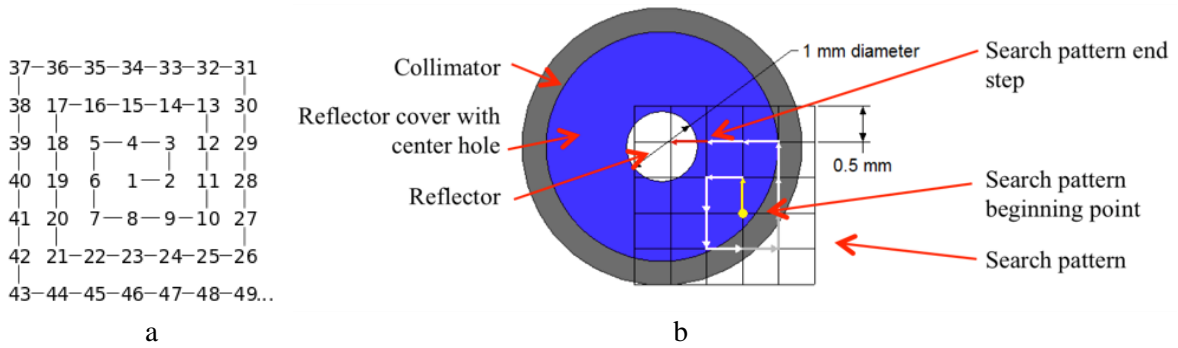 37—36—35—34—33—32—31
38 17—16—15—14—13 30
39 18 5—4—3 12 29
40 19 6 1—2 11 28
41 20 7—8—9—10 27
42 21—22—23—24—25—26
43—44—45—46—47—48—49...
a
Collimator
Reflector cover with
center hole
Reflector
1 mm diameter
0.5 mm
Search pattern end
step
Search pattern
beginning point
Search pattern
b